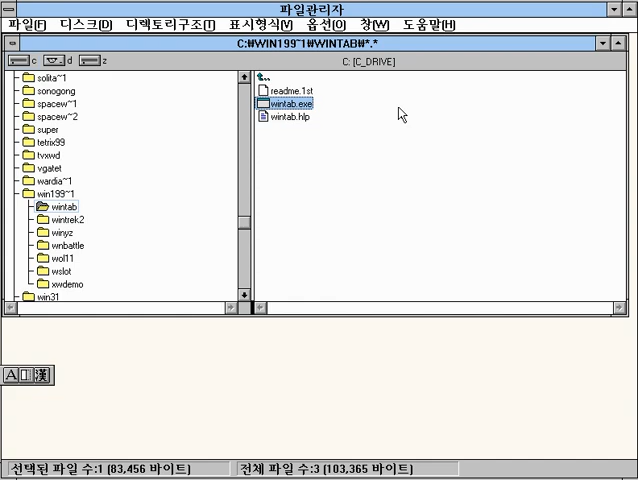 파일관리자
파일(F) 디스크(D) 디렉토리구조(T) 표시형식(V) 옵션(O) 창(W) 도움말(H)
C:₩WIN199~1₩WINTAB₩*.*
c d z C: [C_DRIVE]
solita~1
sonogong
spacew~1
spacew~2
super
tetrix99
tvxwd
vgatet
wardia~1
win199~1
wintab
wintrek2
winyz
wnbattle
wol11
wslot
xwdemo
win31
..
readme.1st
wintab.exe
wintab.hlp
A 漢
선택된 파일 수:1 (83,456 바이트) 전체 파일 수:3 (103,365 바이트)